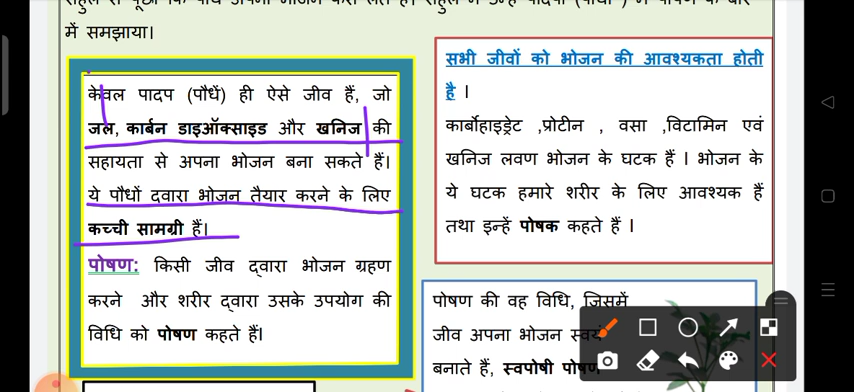 में समझाया।
केवल पादप (पौधें) ही ऐसे जीव हैं, जो
जल, कार्बन डाइऑक्साइड और खनिज की
सहायता से अपना भोजन बना सकते हैं।
ये पौधों दवारा भोजन तैयार करने के लिए
कच्ची सामग्री हैं।
पोषण: किसी जीव द्वारा भोजन ग्रहण
करने और शरीर द्वारा उसके उपयोग की
विधि को पोषण कहते हैं।
सभी जीवों को भोजन की आवश्यकता होती
है ।
कार्बोहाइड्रेट ,प्रोटीन , वसा ,विटामिन एवं
खनिज लवण भोजन के घटक हैं । भोजन के
ये घटक हमारे शरीर के लिए आवश्यक हैं
तथा इन्हें पोषक कहते हैं ।
पोषण की वह विधि, जिसमें
जीव अपना भोजन स्वयं
बनाते हैं, स्वपोषी पोषण